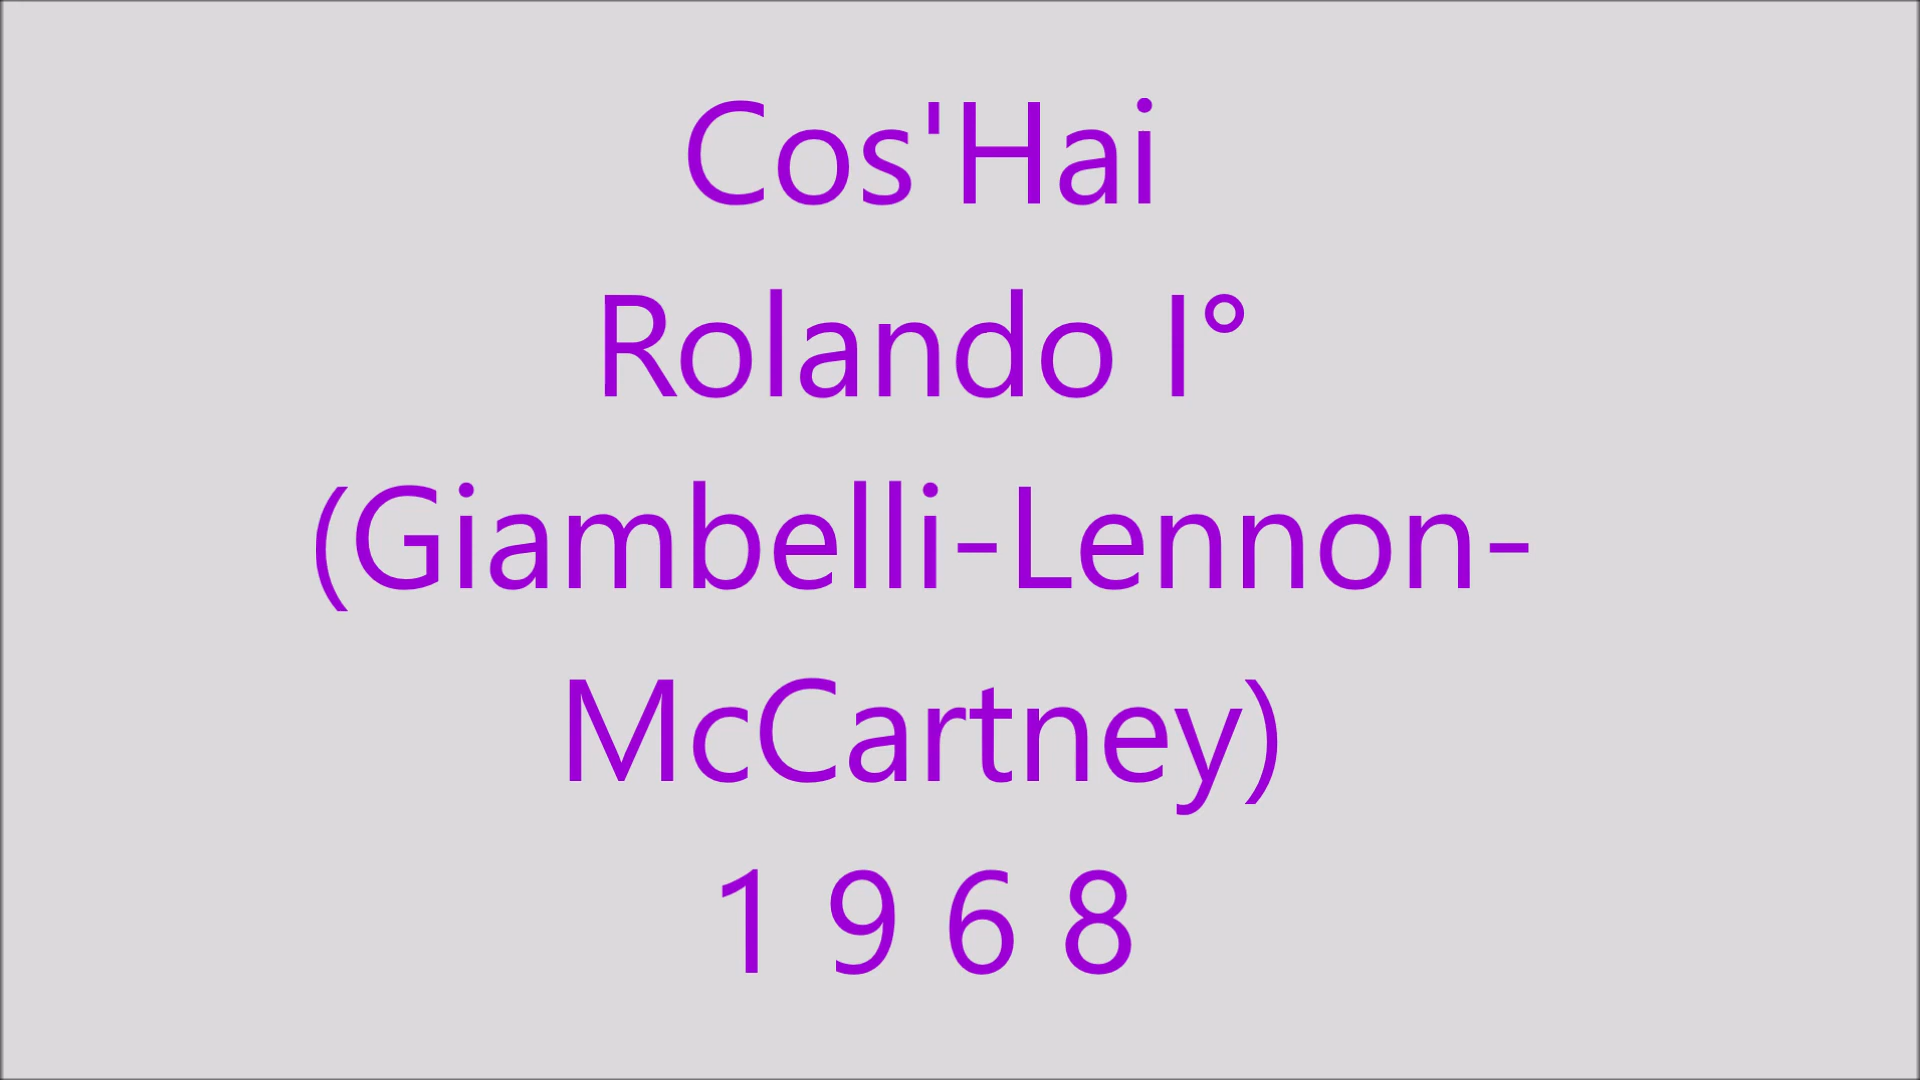 Cos'Hai
Rolando I°
(Giambelli-Lennon-
McCartney)
1 9 6 8